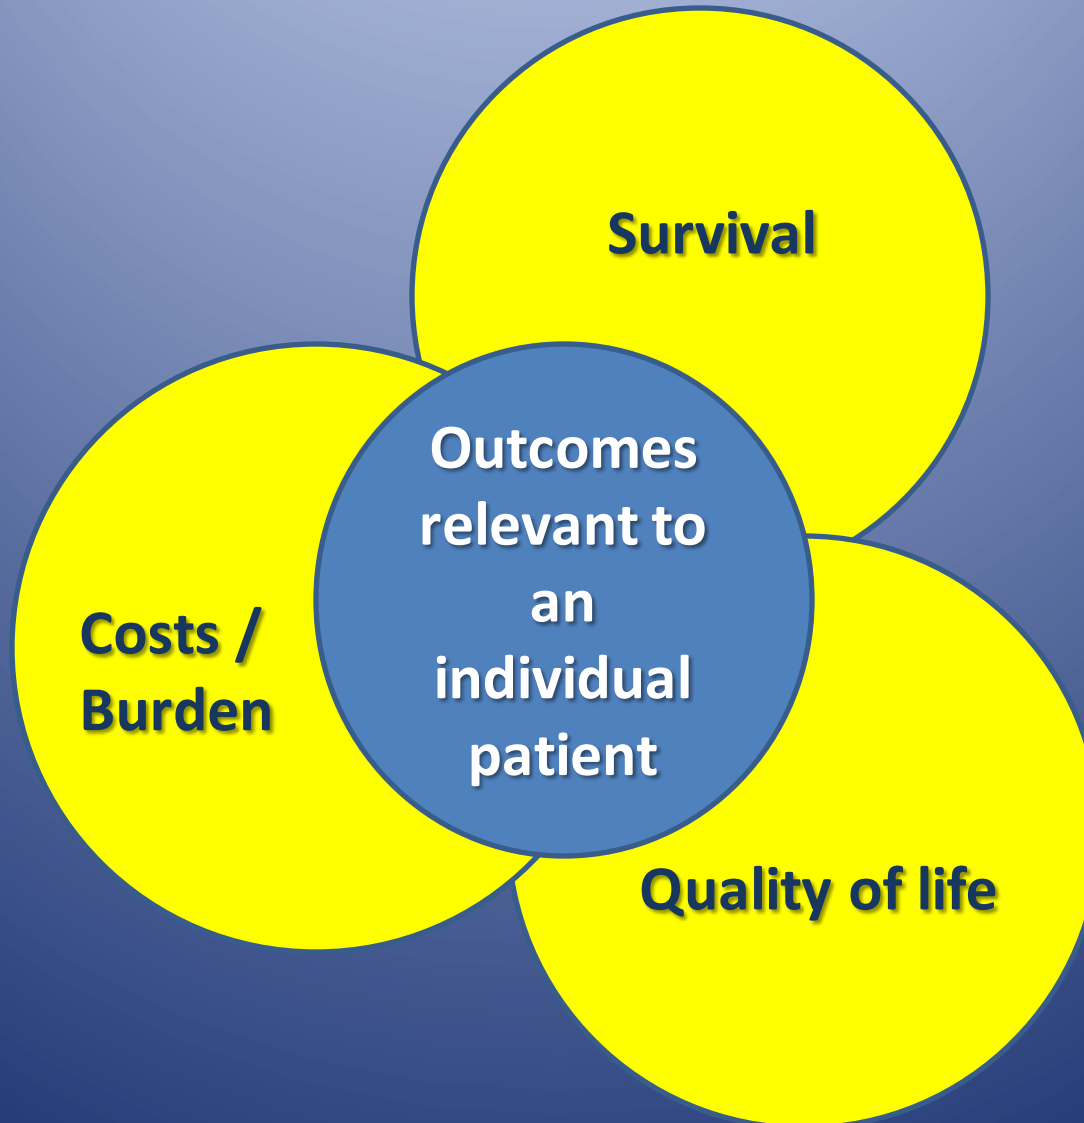 Survival
Outcomes
relevant to
an
individual
patient
Costs /
Burden
Quality of life